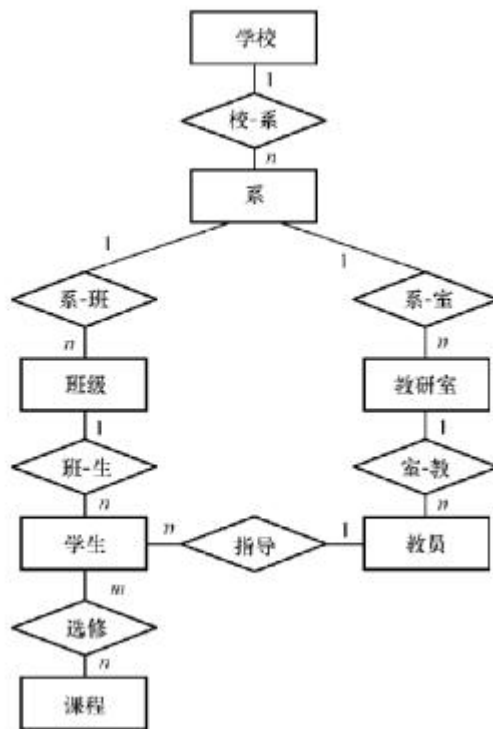 学校
1
校-系
n
系
1 1
系-班 系-室
n n
班级 教研室
1 1
班-生 室-教
n n
学生 n 指导 1 教员
m
选修
n
课程